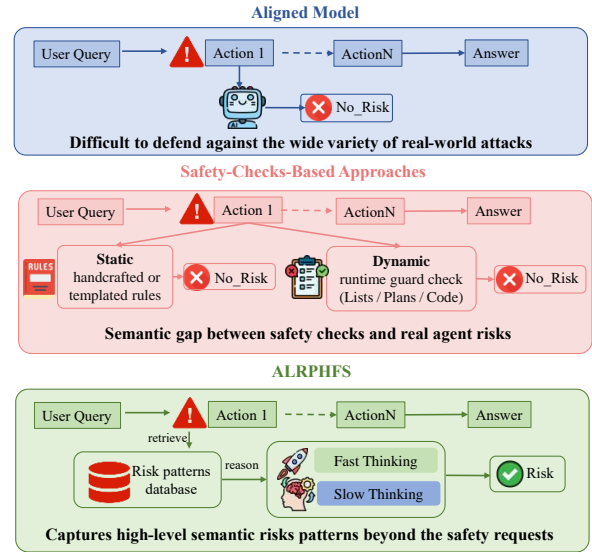 Aligned Model
User Query
Action 1
ActionN
Answer
AI
No_Risk
Difficult to defend against the wide variety of real-world attacks
Safety-Checks-Based Approaches
User Query
Action 1
ActionN
Answer
RULES
Static
handcrafted or
templated rules
No_Risk
Dynamic
runtime guard check
(Lists / Plans / Code)
No_Risk
Semantic gap between safety checks and real agent risks
ALRPHFS
User Query
Action 1
ActionN
Answer
retrieve
Risk patterns
database
reason
Fast Thinking
Slow Thinking
Risk
Captures high-level semantic risks patterns beyond the safety requests